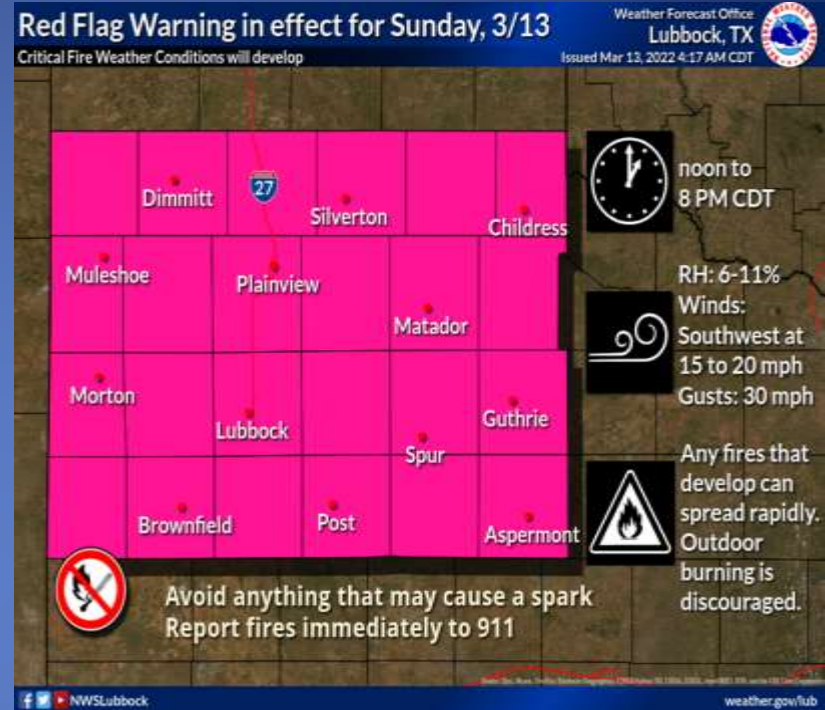 Red Flag Warning in effect for Sunday, 3/13
Critical Fire Weather Conditions will develop
Weather Forecast Office
Lubbock, TX
Issued Mar 13, 2022 4:17 AM CDT
Dimmitt
27
Silverton
Childress
Muleshoe
Plainview
Matador
Morton
Lubbock
Guthrie
Spur
Brownfield
Post
Aspermont
noon to
8 PM CDT
RH: 6-11%
Winds:
Southwest at
15 to 20 mph
Gusts: 30 mph
Any fires that
develop can
spread rapidly.
Outdoor
burning is
discouraged.
Avoid anything that may cause a spark
Report fires immediately to 911
NWSLubbock
weather.gov/lub